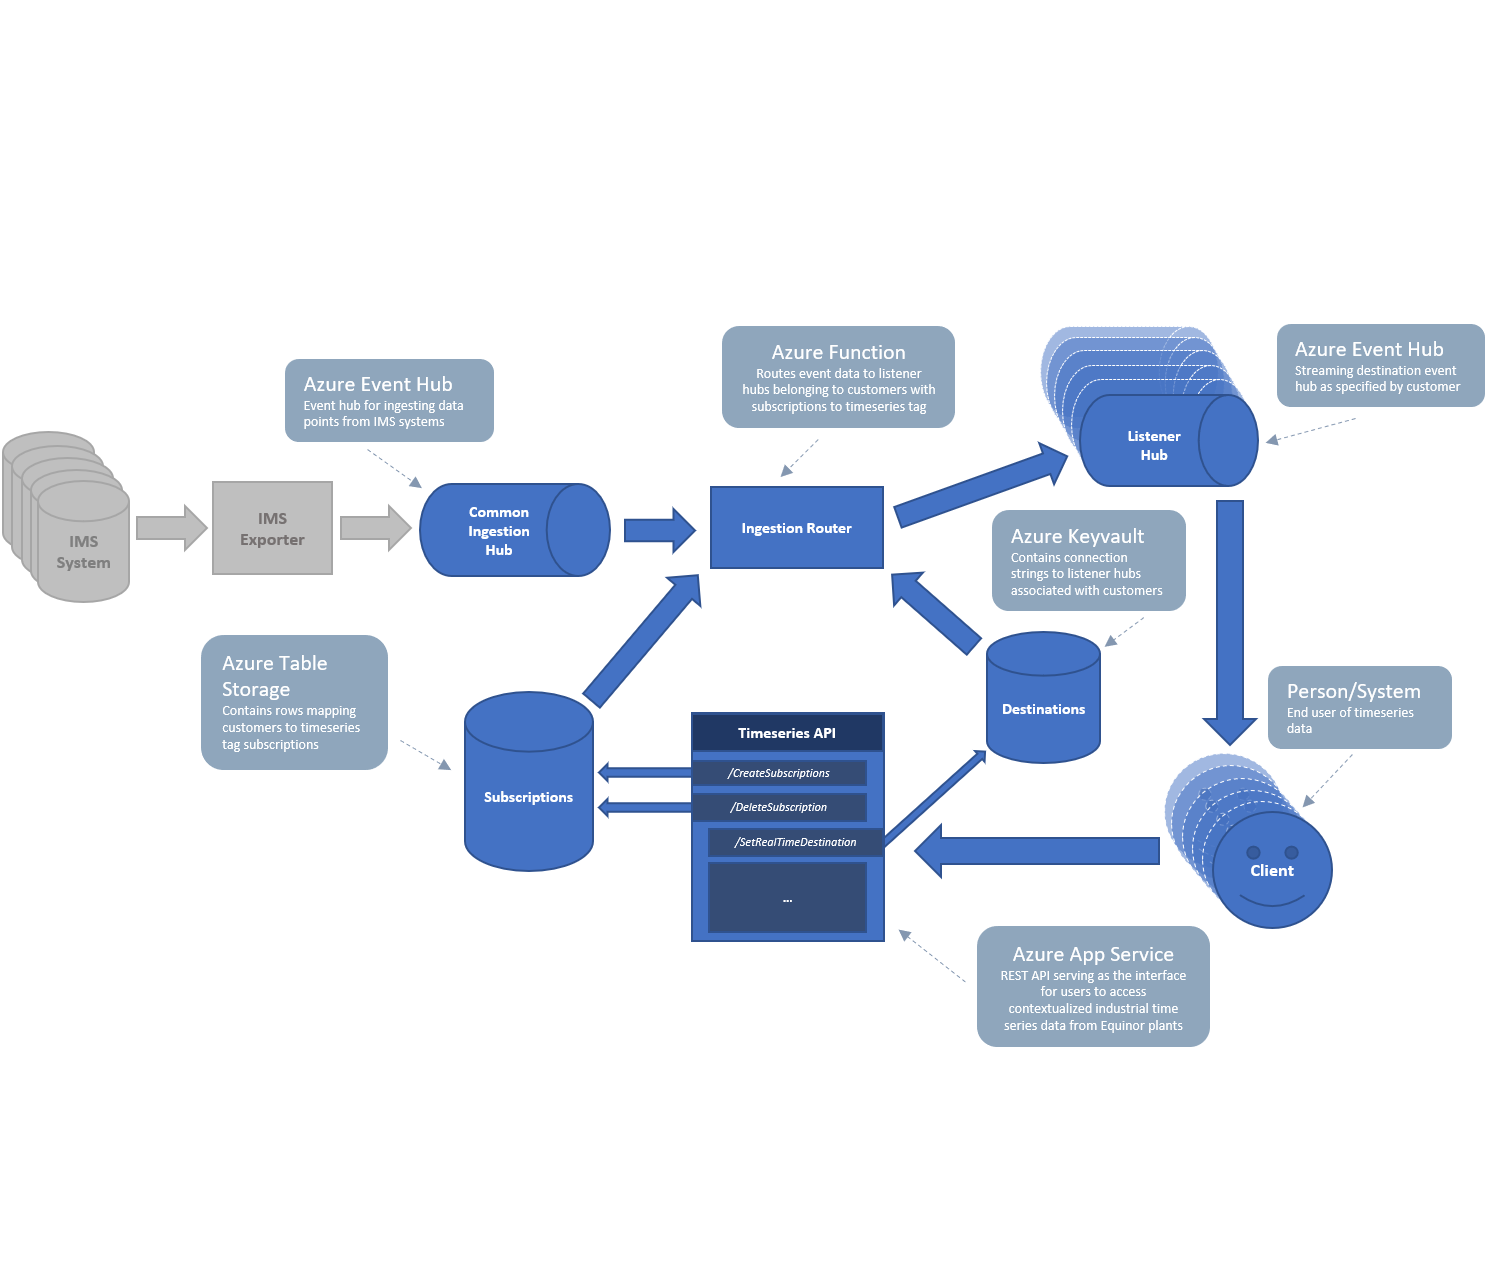 Azure Event Hub
Event hub for ingesting data
points from IMS systems
Azure Function
Routes event data to listener
hubs belonging to customers with
subscriptions to timeseries tag
Azure Event Hub
Streaming destination event
hub as specified by customer
IMS
System
IMS
Exporter
Common
Ingestion
Hub
Ingestion Router
Listener
Hub
Azure Keyvault
Contains connection
strings to listener hubs
associated with customers
Azure Table
Storage
Contains rows mapping
customers to timeseries
tag subscriptions
Subscriptions
Timeseries API
/CreateSubscriptions
/DeleteSubscription
/SetRealTimeDestination
...
Destinations
Person/System
End user of timeseries
data
Client
Azure App Service
REST API serving as the interface
for users to access
contextualized industrial time
series data from Equinor plants